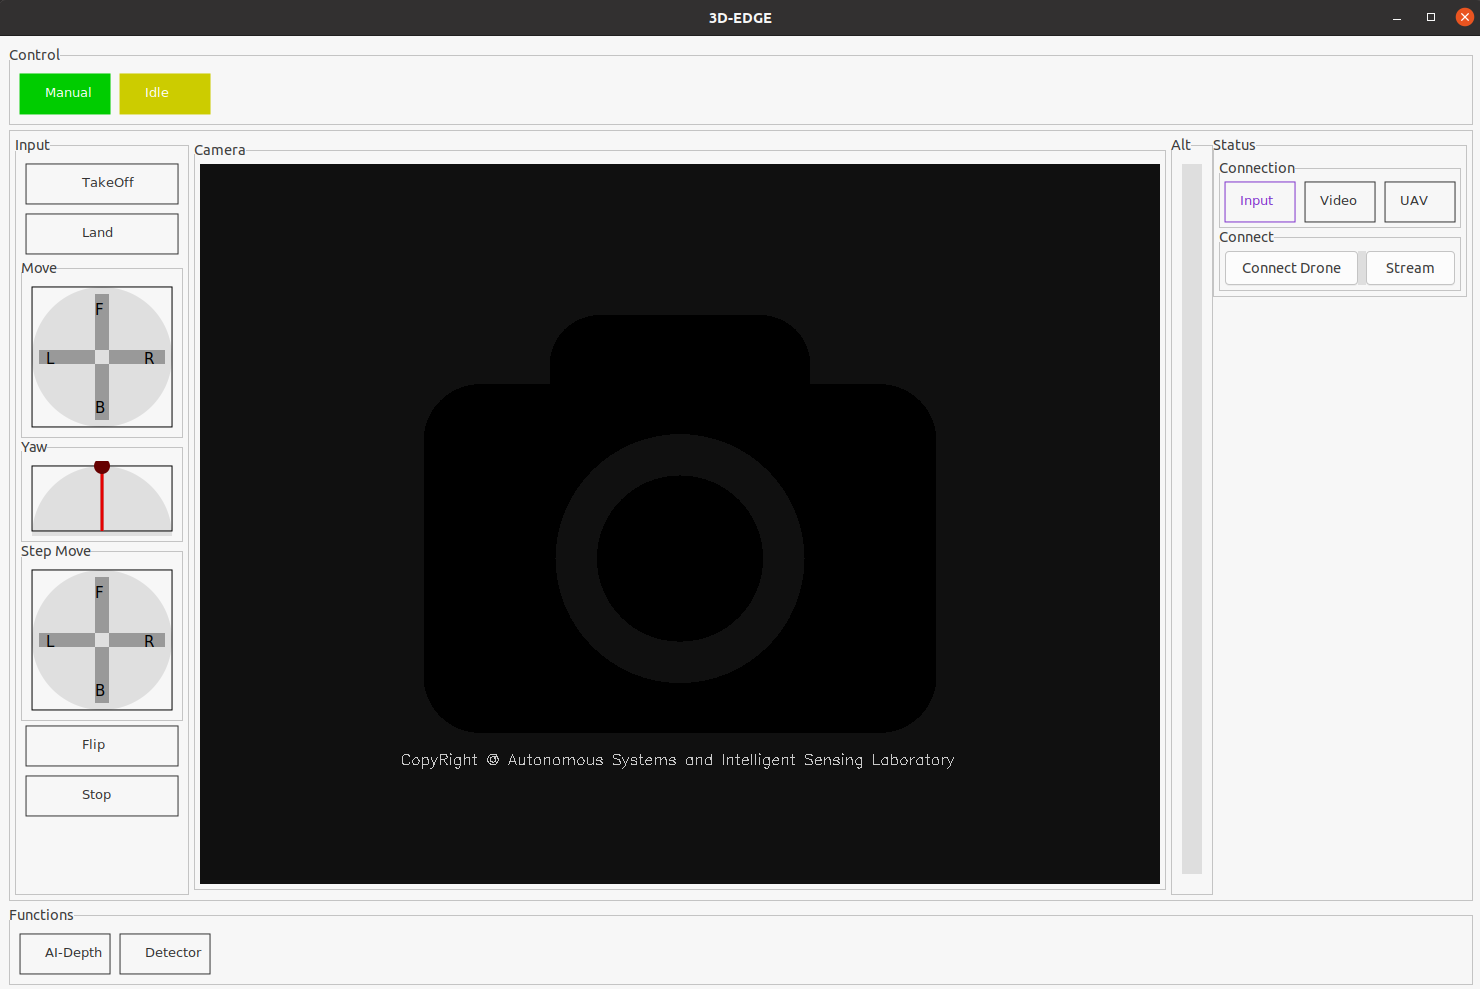 3D-EDGE
Control
Manual Idle
Input
TakeOff
Land
Move
F
L R
B
Yaw
Step Move
F
L R
B
Flip
Stop
Camera
CopyRight @ Autonomous Systems and Intelligent Sensing Laboratory
Alt
Status
Connection
Input Video UAV
Connect
Connect Drone Stream
Functions
AI-Depth Detector